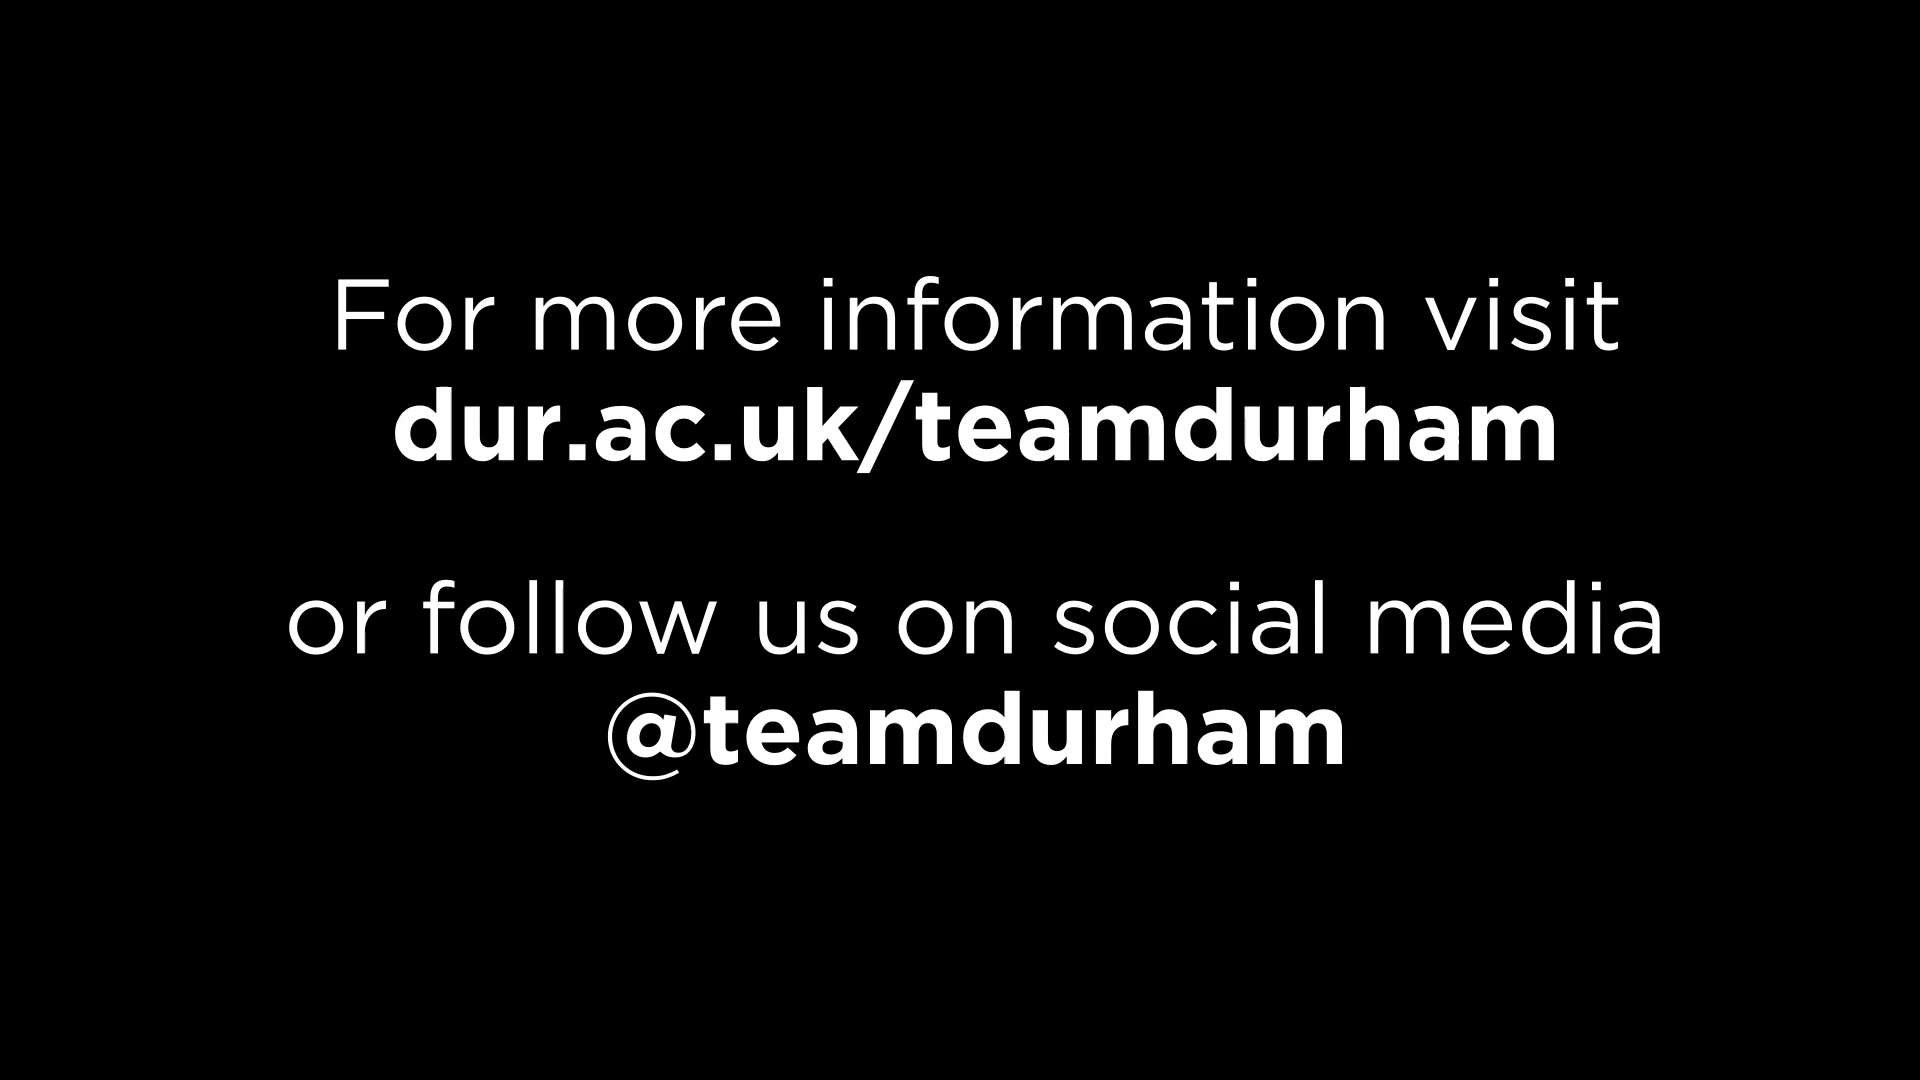 For more information visit
dur.ac.uk/teamdurham
or follow us on social media
@teamdurham